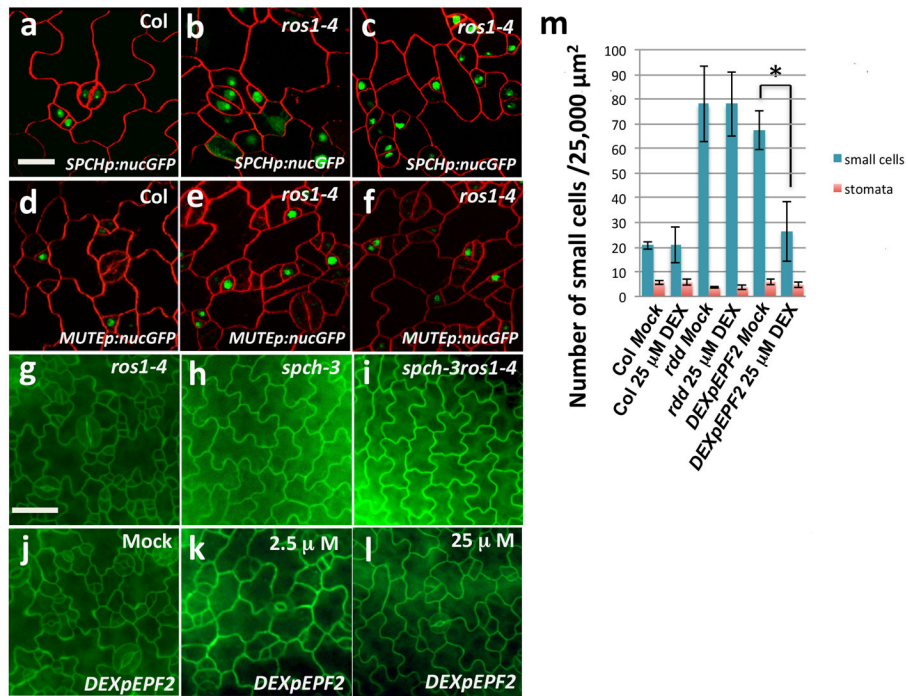 a Col
SPCHp:nucGFP
b ros1-4
SPCHp:nucGFP
c ros1-4
SPCHp:nucGFP
d Col
MUTEp:nucGFP
e ros1-4
MUTEp:nucGFP
f ros1-4
MUTEp:nucGFP
g ros1-4
h spch-3
i spch-3ros1-4
j Mock
DEXpEPF2
k 2.5 μ M
DEXpEPF2
l 25 μ M
DEXpEPF2
m
Number of small cells /25,000 μm²
100
90
80
70
60
50
40
30
20
10
0
*
Col Mock
Col 25 μM DEX
rdd Mock
rdd 25 μM DEX
DEXpEPF2 Mock
DEXpEPF2 25 μM DEX
small cells
stomata